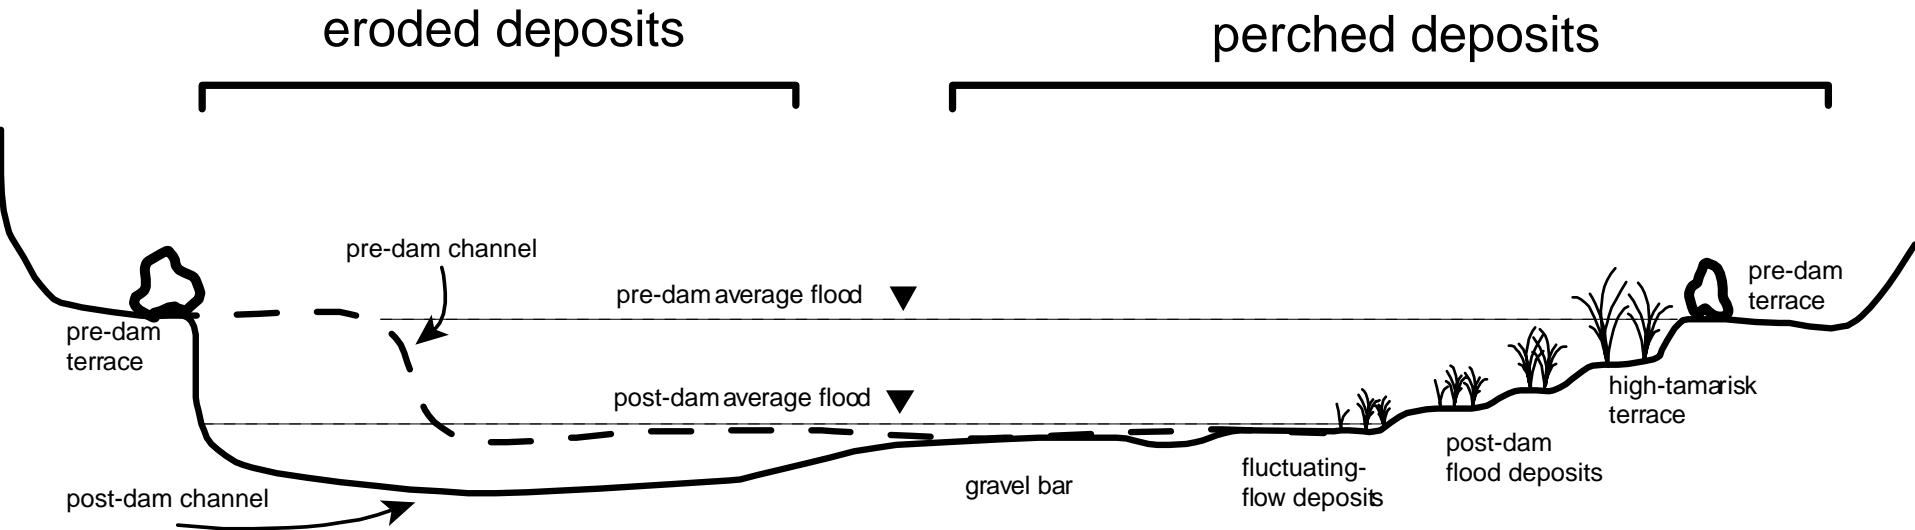 eroded deposits
perched deposits
pre-dam channel
pre-dam average flood
pre-dam
terrace
pre-dam
terrace
post-dam average flood
high-tamarisk
terrace
post-dam
flood deposits
fluctuating-
flow deposits
gravel bar
post-dam channel